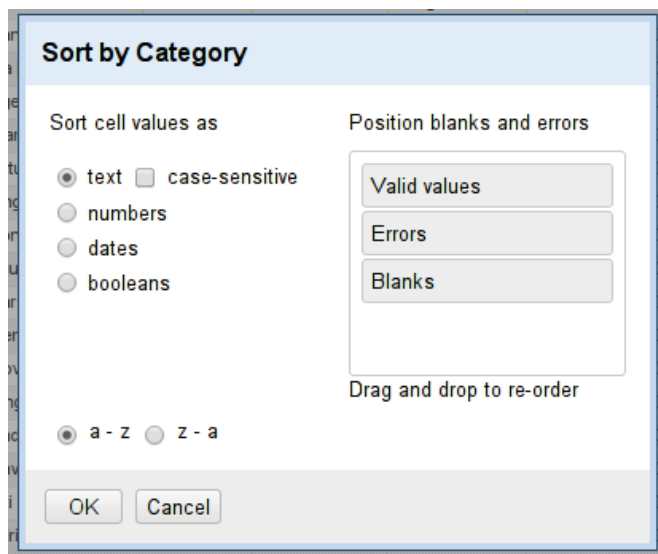 Sort by Category
Sort cell values as
text case-sensitive
numbers
dates
booleans
a - z z - a
Position blanks and errors
Valid values
Errors
Blanks
Drag and drop to re-order
OK Cancel